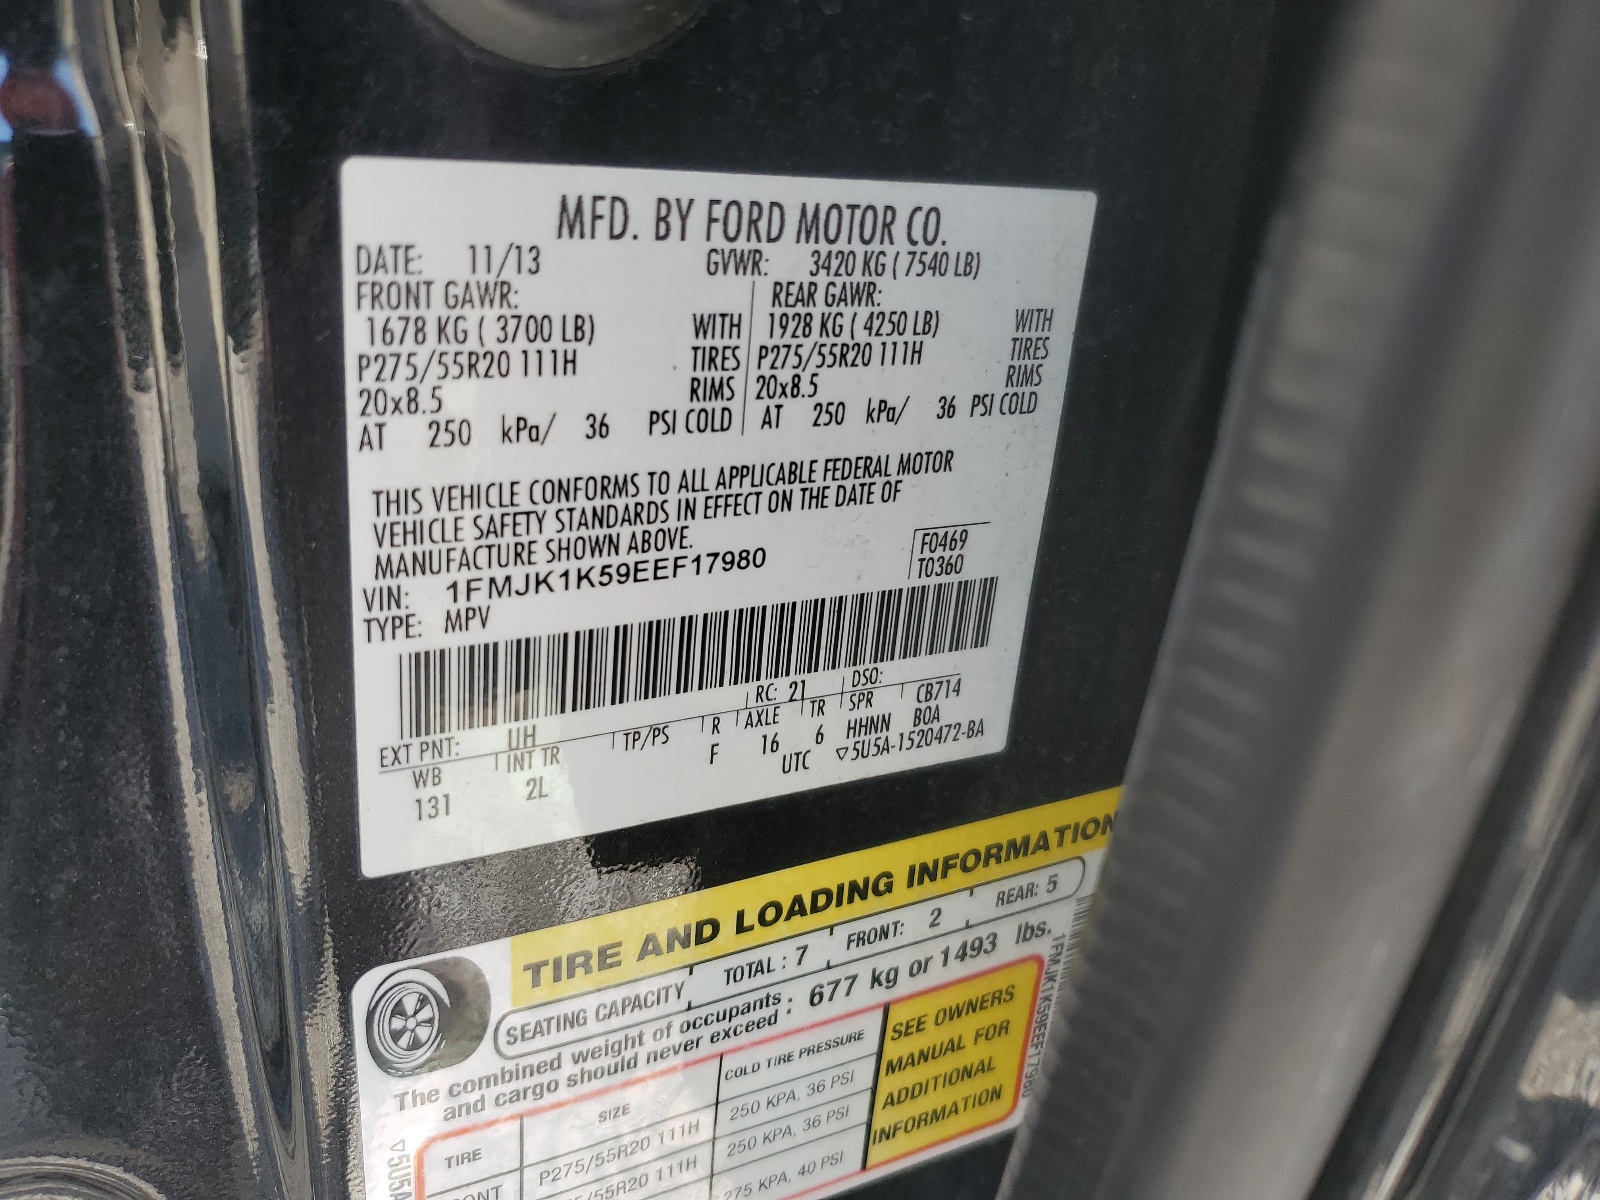 MFD. BY FORD MOTOR CO.
DATE: 11/13 GVWR: 3420 KG ( 7540 LB)
FRONT GAWR: REAR GAWR:
1678 KG ( 3700 LB) WITH 1928 KG ( 4250 LB) WITH
P275/55R20 111H TIRES P275/55R20 111H TIRES
20x8.5 RIMS 20x8.5 RIMS
AT 250 kPa/ 36 PSI COLD AT 250 kPa/ 36 PSI COLD
THIS VEHICLE CONFORMS TO ALL APPLICABLE FEDERAL MOTOR
VEHICLE SAFETY STANDARDS IN EFFECT ON THE DATE OF
MANUFACTURE SHOWN ABOVE.
F0469
VIN: 1FMJK1K59EEF17980
T0360
TYPE: MPV
RC: 21 DSO:
EXT PNT: UH
WB INT TR TP/PS R AXLE TR SPR CB714
131 2L F 16 6 HHNN BOA
UTC ▽5U5A-1520472-BA
TIRE AND LOADING INFORMATION
SEATING CAPACITY TOTAL : 7 FRONT: 2 REAR: 5
The combined weight of occupants : 677 kg or 1493 lbs.
and cargo should never exceed :
TIRE SIZE COLD TIRE PRESSURE
P275/55R20 111H 250 KPA, 36 PSI
/55R20 111H 250 KPA, 36 PSI
275 KPA, 40 PSI
SEE OWNERS
MANUAL FOR
ADDITIONAL
INFORMATION
1FMJK1K59EEF17980
▽5U5A